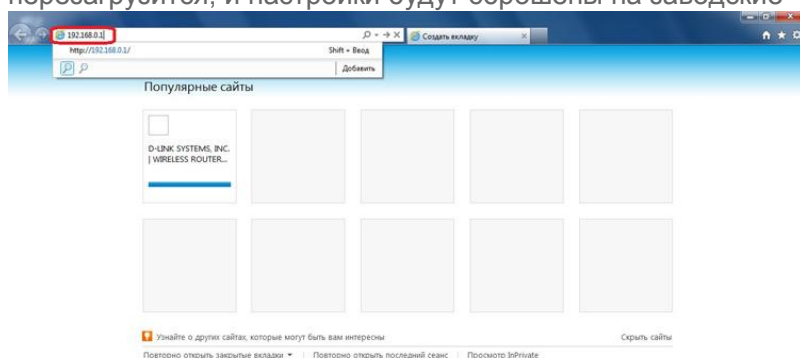 перезагрузится, и настройки будут сброшены на заводские
192.168.0.1
Создать вкладку
http://192.168.0.1/ Shift + Ввод
Добавить
Популярные сайты
D-LINK SYSTEMS, INC.
| WIRELESS ROUTER...
Узнайте о других сайтах, которые могут быть вам интересны
Скрыть сайты
Повторно открыть закрытые вкладки
Повторно открыть последний сеанс
Просмотр InPrivate